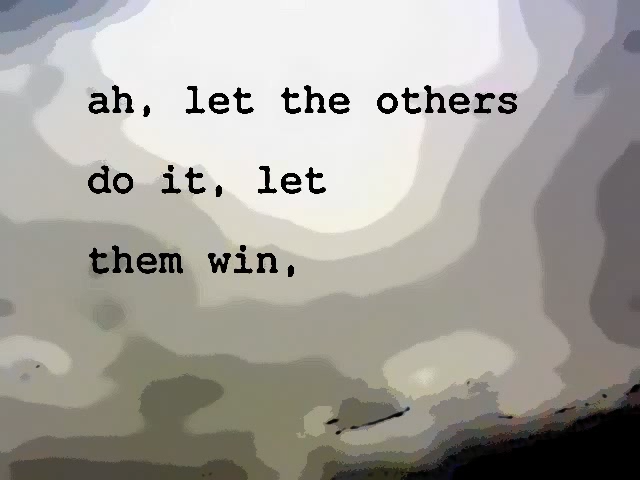 ah, let the others
do it, let
them win,